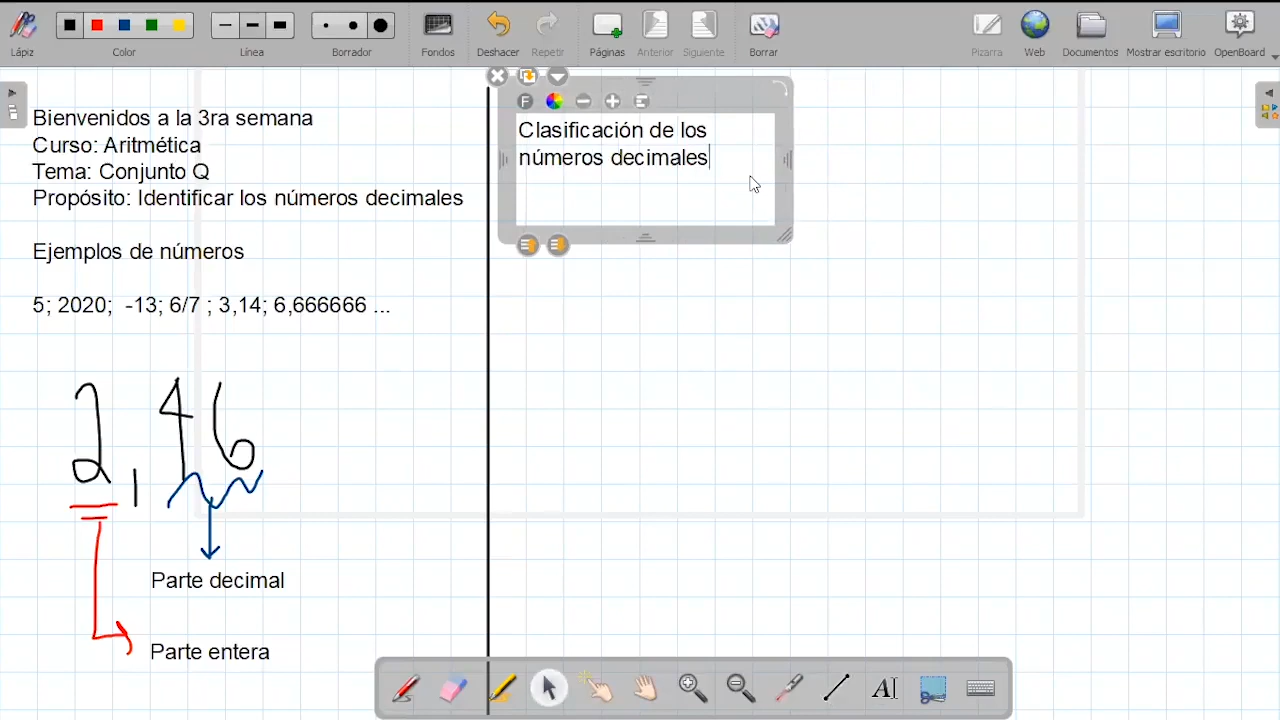 Lápiz
Color
Línea
Borrador
Fondos
Deshacer
Repetir
Páginas
Anterior
Siguiente
Borrar
Pizarra
Web
Documentos
Mostrar escritorio
OpenBoard
Bienvenidos a la 3ra semana
Curso: Aritmética
Tema: Conjunto Q
Propósito: Identificar los números decimales
Ejemplos de números
5; 2020; -13; 6/7 ; 3,14; 6,666666 ...
2,46
Parte decimal
Parte entera
F
Clasificación de los
números decimales
AI